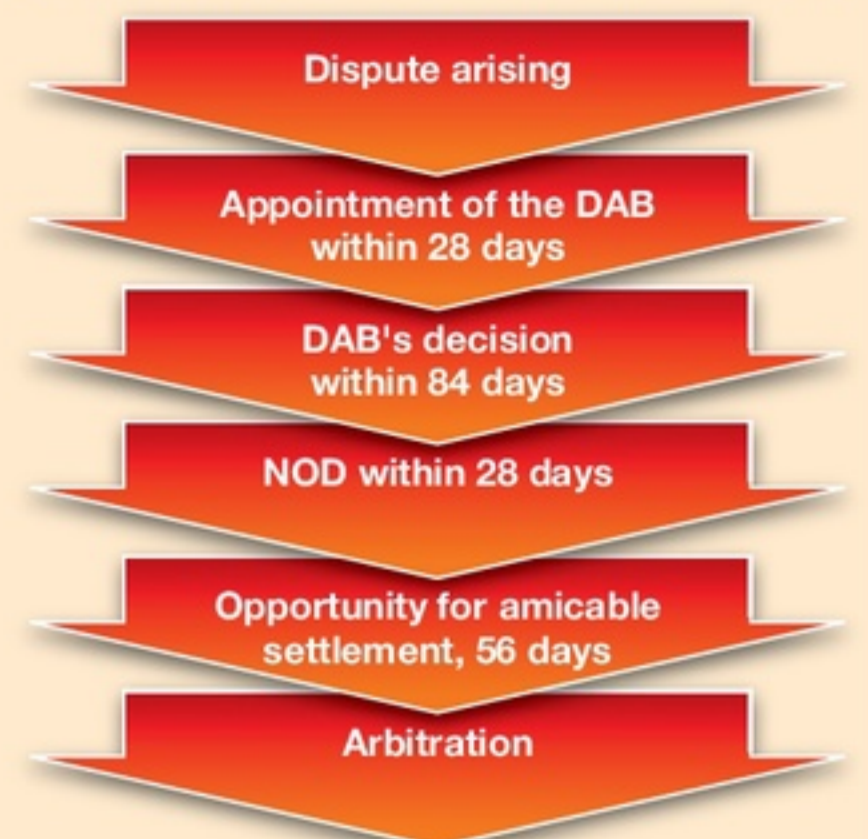 Dispute arising
Appointment of the DAB
within 28 days
DAB's decision
within 84 days
NOD within 28 days
Opportunity for amicable
settlement, 56 days
Arbitration